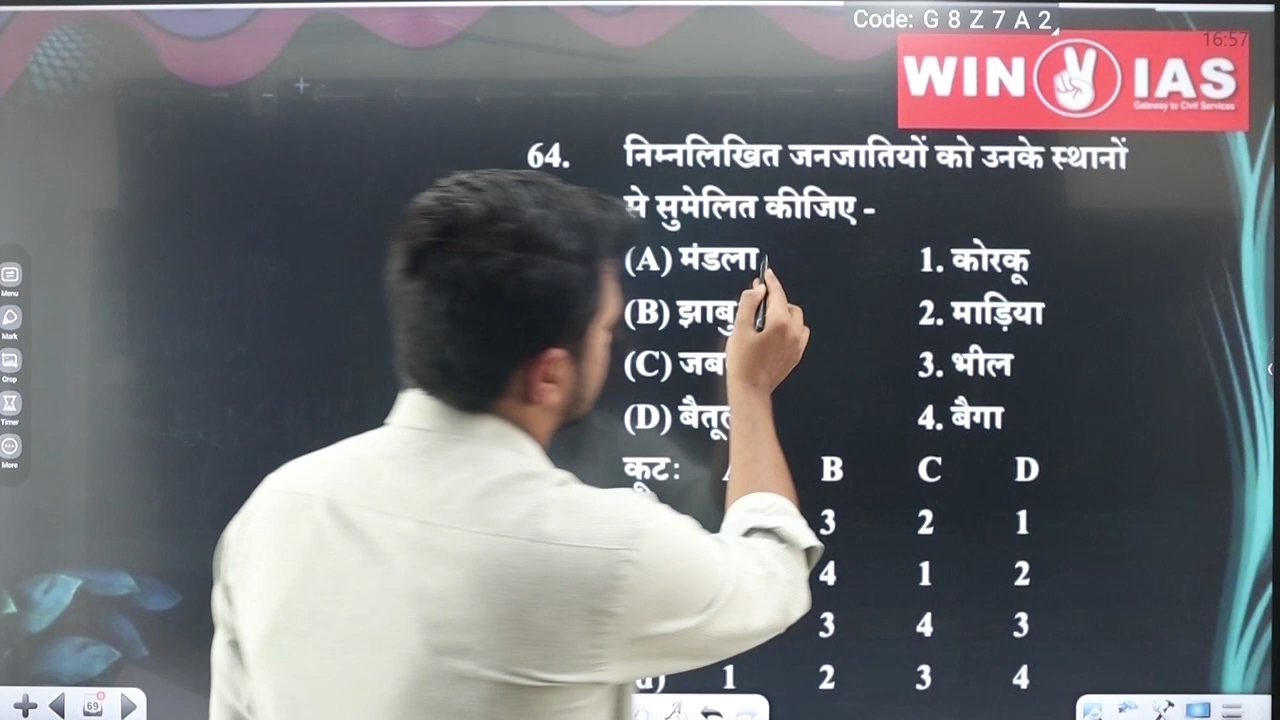 Code: G 8 Z 7 A 2
16:57
WIN IAS
Gateway to Civil Services
64. निम्नलिखित जनजातियों को उनके स्थानों
से सुमेलित कीजिए -
(A) मंडला 1. कोरकू
(B) 2. माड़िया
(C) 3. भील
(D) 4. बैगा
कूट: B C D
3 2 1
4 1 2
3 4 3
1 2 3 4
Menu
Mark
Crop
Timer
More
69